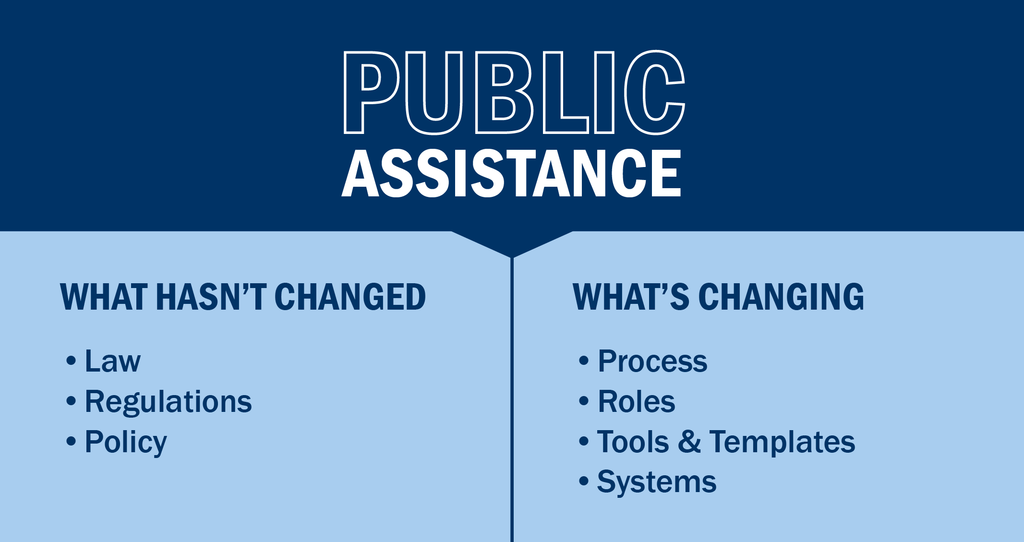 PUBLIC
ASSISTANCE
WHAT HASN’T CHANGED
• Law
• Regulations
• Policy
WHAT’S CHANGING
• Process
• Roles
• Tools & Templates
• Systems